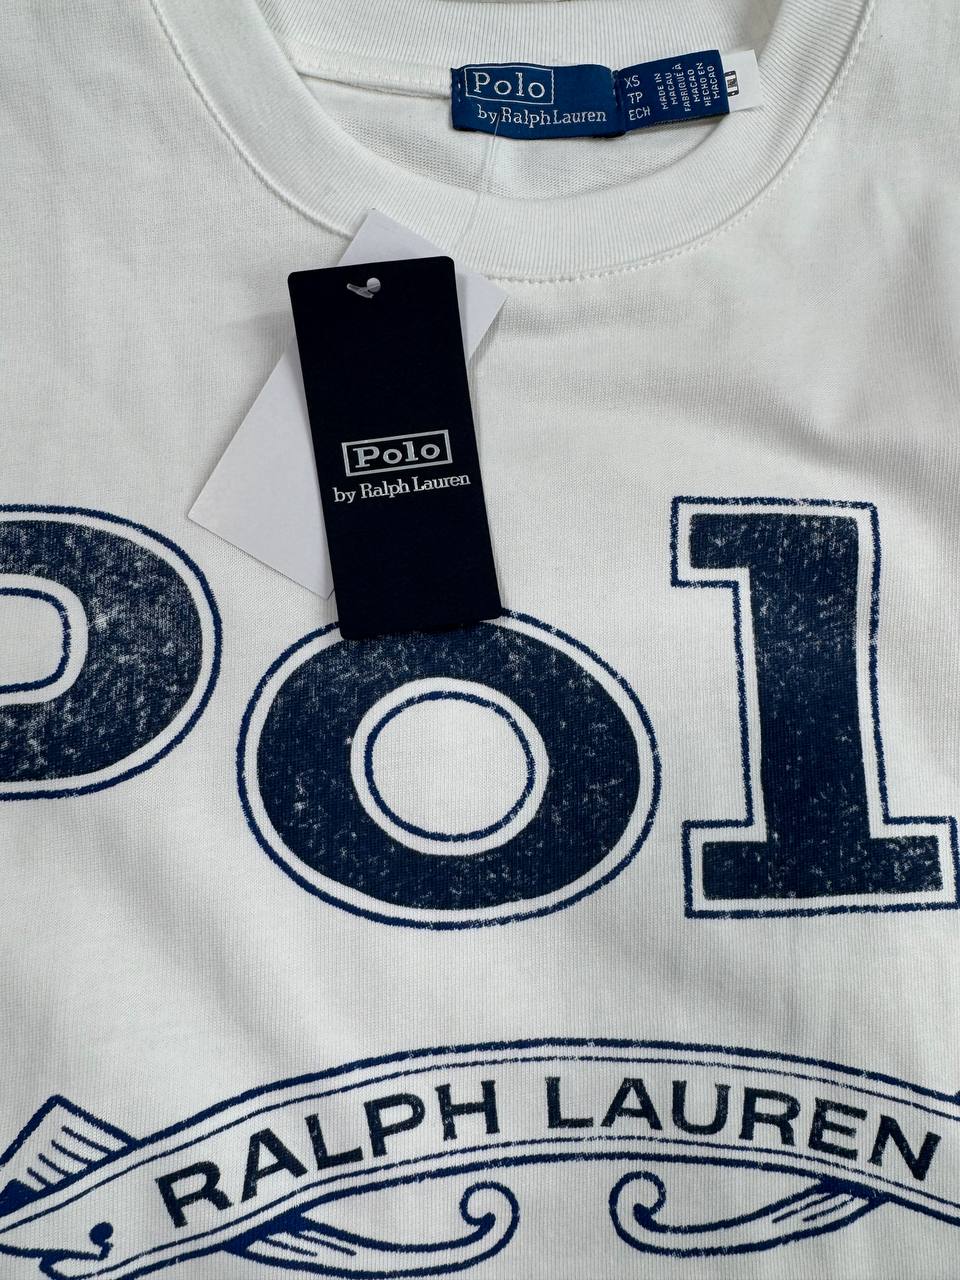 Polo
by Ralph Lauren
XS
TP
ECH
MADE IN
MACAU
FABRIQUÉ À
MACAO
HECHO EN
MACAO
Polo
by Ralph Lauren
Pol
RALPH LAUREN